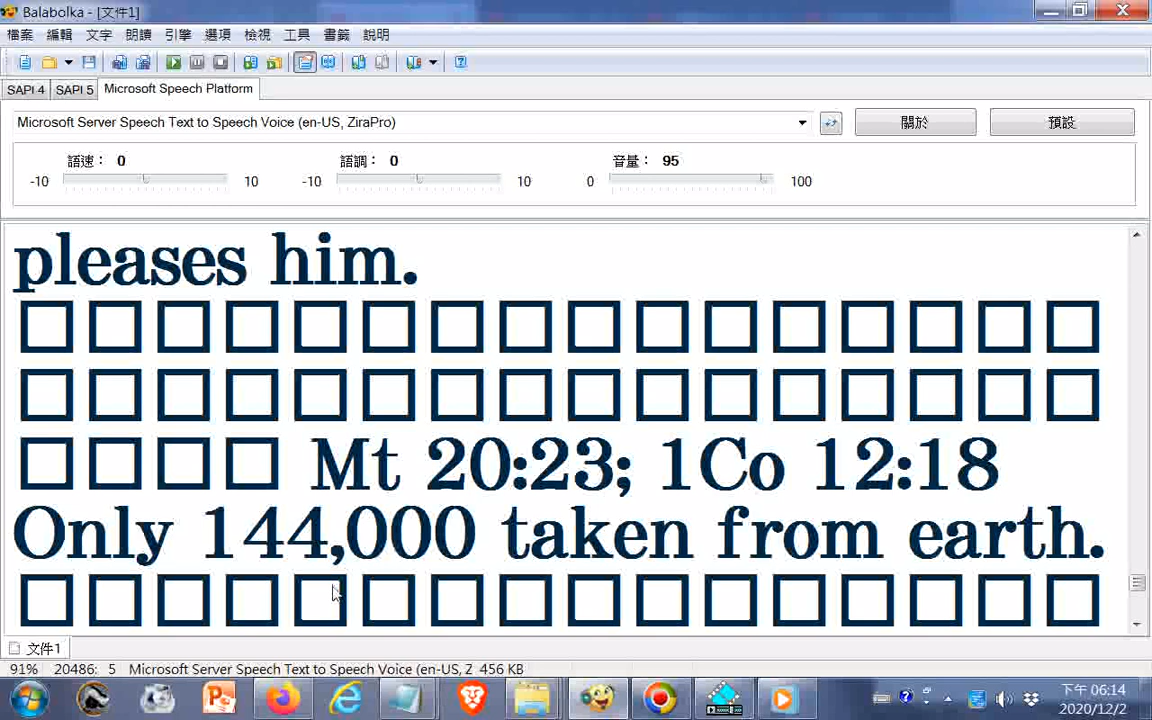 Balabolka - [文件1]
檔案 編輯 文字 朗讀 引擎 選項 檢視 工具 書籤 說明
SAPI 4 SAPI 5 Microsoft Speech Platform
Microsoft Server Speech Text to Speech Voice (en-US, ZiraPro) 關於 預設
語速: 0 語調: 0 音量: 95
-10 10 -10 10 0 100
pleases him.
□□□□□□□□□□□□□□□□
□□□□□□□□□□□□□□□□
□□□□ Mt 20:23; 1Co 12:18
Only 144,000 taken from earth.
□□□□□□□□□□□□□□□□
文件1
91% 20486: 5 Microsoft Server Speech Text to Speech Voice (en-US, Z 456 KB
下午 06:14
2020/12/2